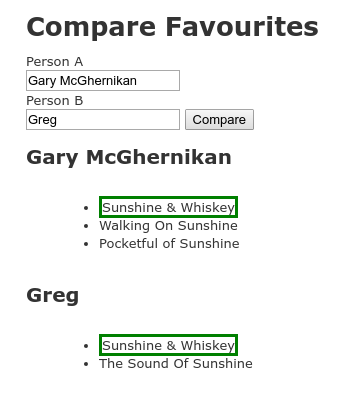 Compare Favourites
Person A
Gary McGhernikan
Person B
Greg Compare
Gary McGhernikan
Sunshine & Whiskey
Walking On Sunshine
Pocketful of Sunshine
Greg
Sunshine & Whiskey
The Sound Of Sunshine